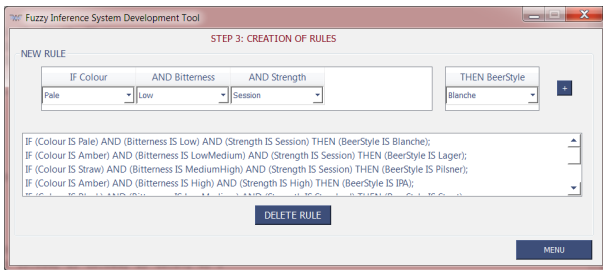 Fuzzy Inference System Development Tool
STEP 3: CREATION OF RULES
NEW RULE
IF Colour AND Bitterness AND Strength THEN BeerStyle
Pale Low Session Blanche +
IF (Colour IS Pale) AND (Bitterness IS Low) AND (Strength IS Session) THEN (BeerStyle IS Blanche);
IF (Colour IS Amber) AND (Bitterness IS LowMedium) AND (Strength IS Session) THEN (BeerStyle IS Lager);
IF (Colour IS Straw) AND (Bitterness IS MediumHigh) AND (Strength IS Session) THEN (BeerStyle IS Pilsner);
IF (Colour IS Amber) AND (Bitterness IS High) AND (Strength IS High) THEN (BeerStyle IS IPA);
DELETE RULE
MENU